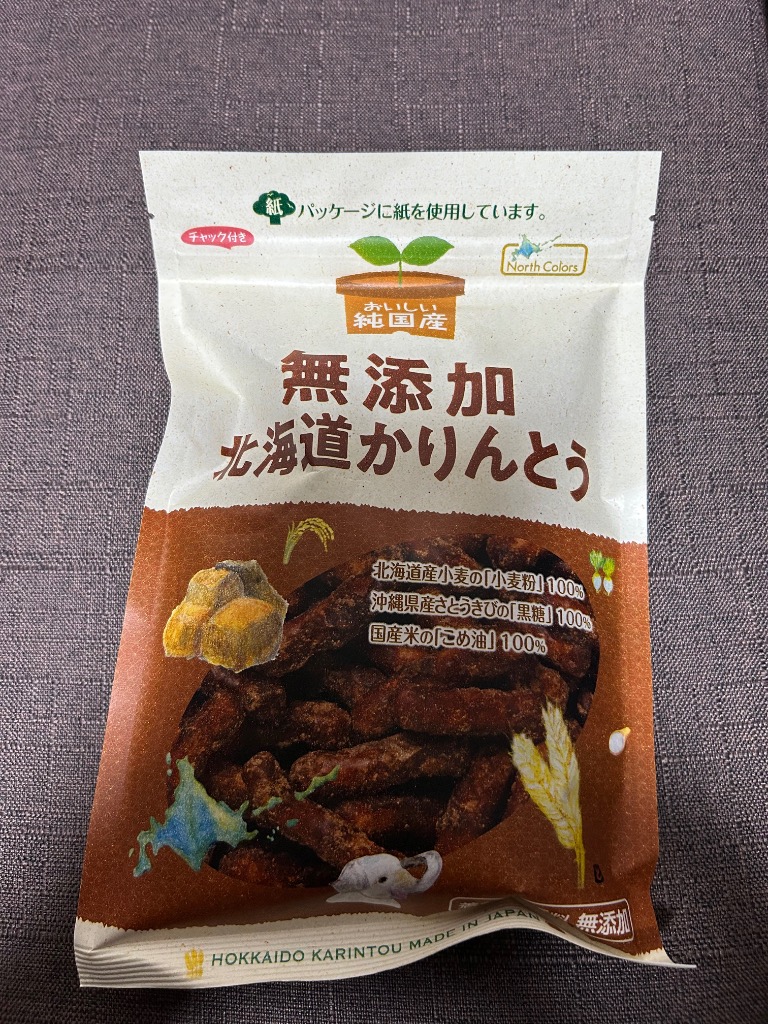 紙 パッケージに紙を使用しています。
チャック付き
North Colors
おいしい
純国産
無添加
北海道かりんとう
北海道産小麦の「小麦粉」100%
沖縄県産さとうきびの「黒糖」100%
国産米の「こめ油」100%
無添加
HOKKAIDO KARINTOU MADE IN JAPAN